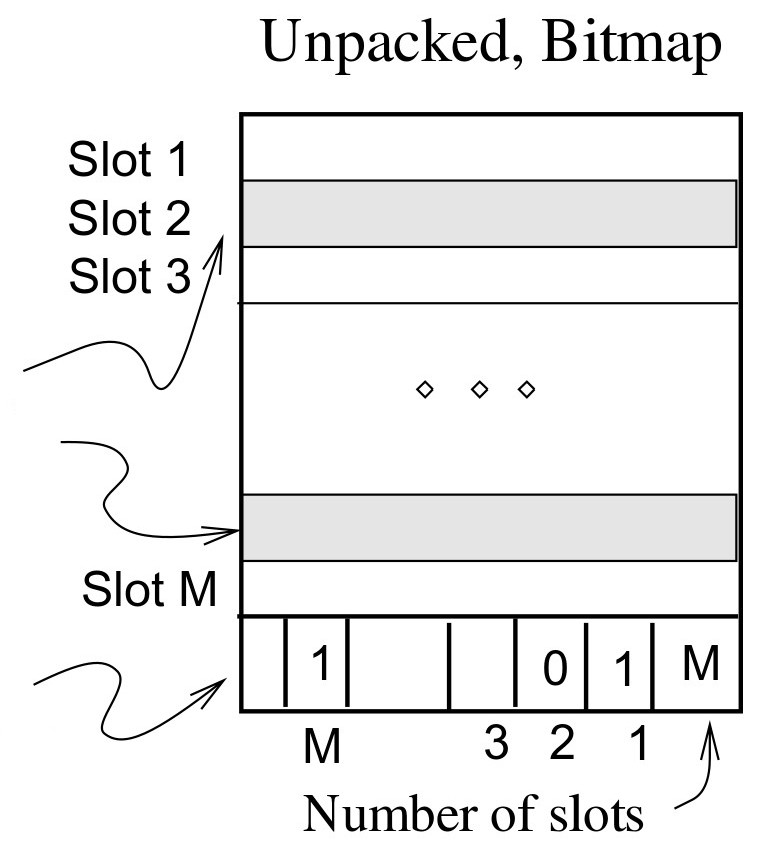 Unpacked, Bitmap
Slot 1
Slot 2
Slot 3
Slot M
1 0 1 M
M 3 2 1
Number of slots